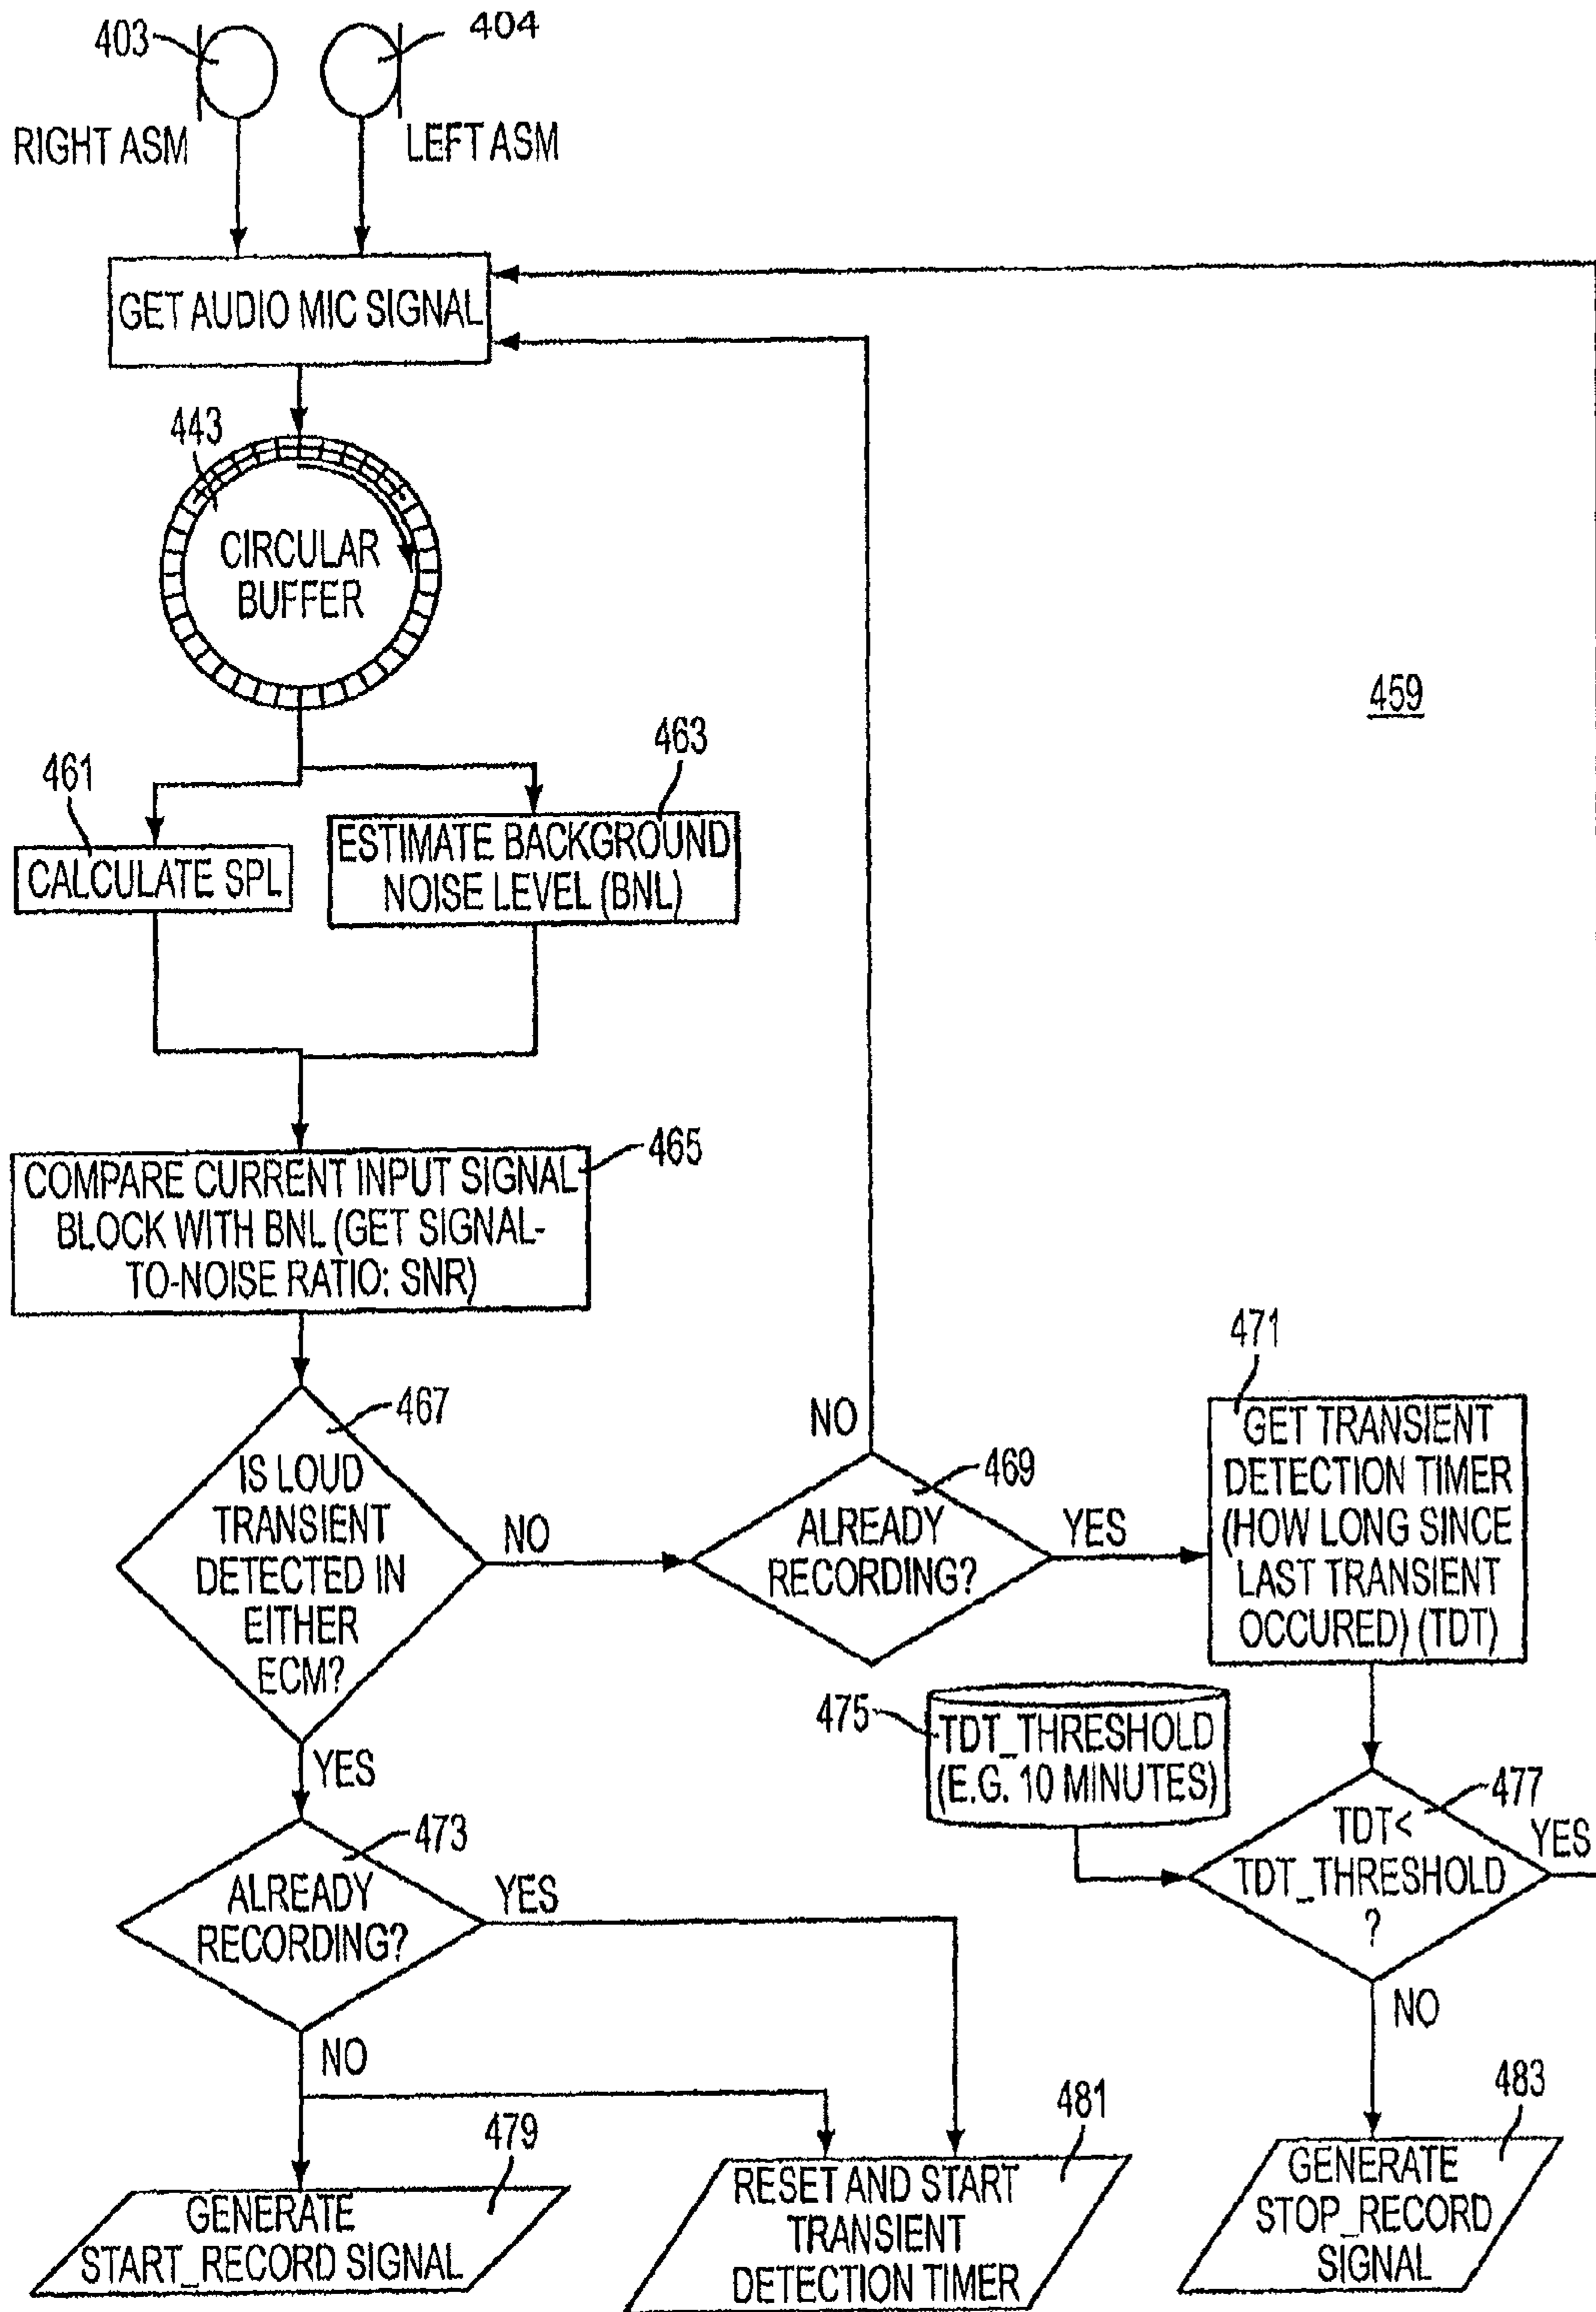 403
404
RIGHT ASM
LEFT ASM
GET AUDIO MIC SIGNAL
443
CIRCULAR
BUFFER
459
461
463
CALCULATE SPL
ESTIMATE BACKGROUND
NOISE LEVEL (BNL)
465
COMPARE CURRENT INPUT SIGNAL
BLOCK WITH BNL (GET SIGNAL-
TO-NOISE RATIO: SNR)
467
IS LOUD
TRANSIENT
DETECTED IN
EITHER
ECM?
NO
NO
469
ALREADY
RECORDING?
YES
471
GET TRANSIENT
DETECTION TIMER
(HOW LONG SINCE
LAST TRANSIENT
OCCURED) (TDT)
475
TDT_THRESHOLD
(E.G. 10 MINUTES)
477
TDT<
TDT_THRESHOLD
?
YES
YES
473
ALREADY
RECORDING?
YES
NO
NO
479
GENERATE
START_RECORD SIGNAL
481
RESET AND START
TRANSIENT
DETECTION TIMER
483
GENERATE
STOP_RECORD
SIGNAL